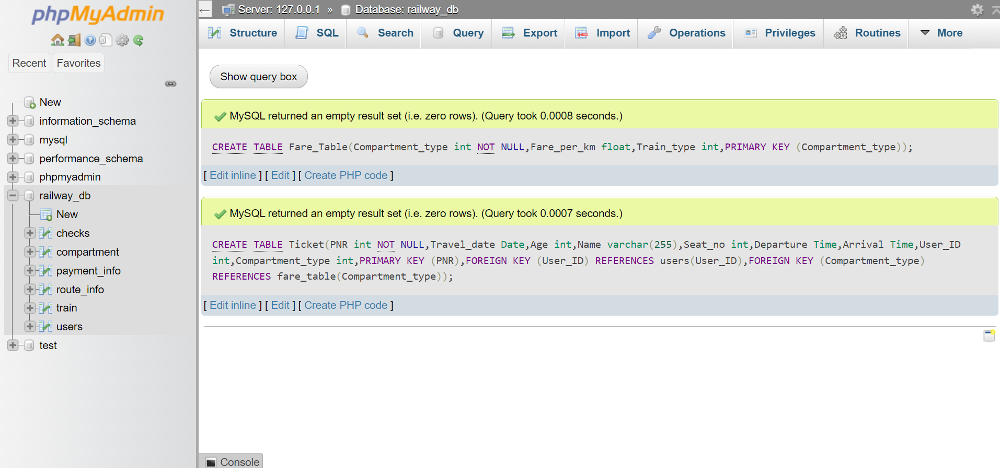 phpMyAdmin
Recent Favorites
New
information_schema
mysql
performance_schema
phpmyadmin
railway_db
New
checks
compartment
payment_info
route_info
train
users
test
← Server: 127.0.0.1 » Database: railway_db
Structure SQL Search Query Export Import Operations Privileges Routines More
Show query box
MySQL returned an empty result set (i.e. zero rows). (Query took 0.0008 seconds.)
CREATE TABLE Fare_Table(Compartment_type int NOT NULL,Fare_per_km float,Train_type int,PRIMARY KEY (Compartment_type));
[ Edit inline ] [ Edit ] [ Create PHP code ]
MySQL returned an empty result set (i.e. zero rows). (Query took 0.0007 seconds.)
CREATE TABLE Ticket(PNR int NOT NULL,Travel_date Date,Age int,Name varchar(255),Seat_no int,Departure Time,Arrival Time,User_ID
int,Compartment_type int,PRIMARY KEY (PNR),FOREIGN KEY (User_ID) REFERENCES users(User_ID),FOREIGN KEY (Compartment_type)
REFERENCES fare_table(Compartment_type));
[ Edit inline ] [ Edit ] [ Create PHP code ]
Console